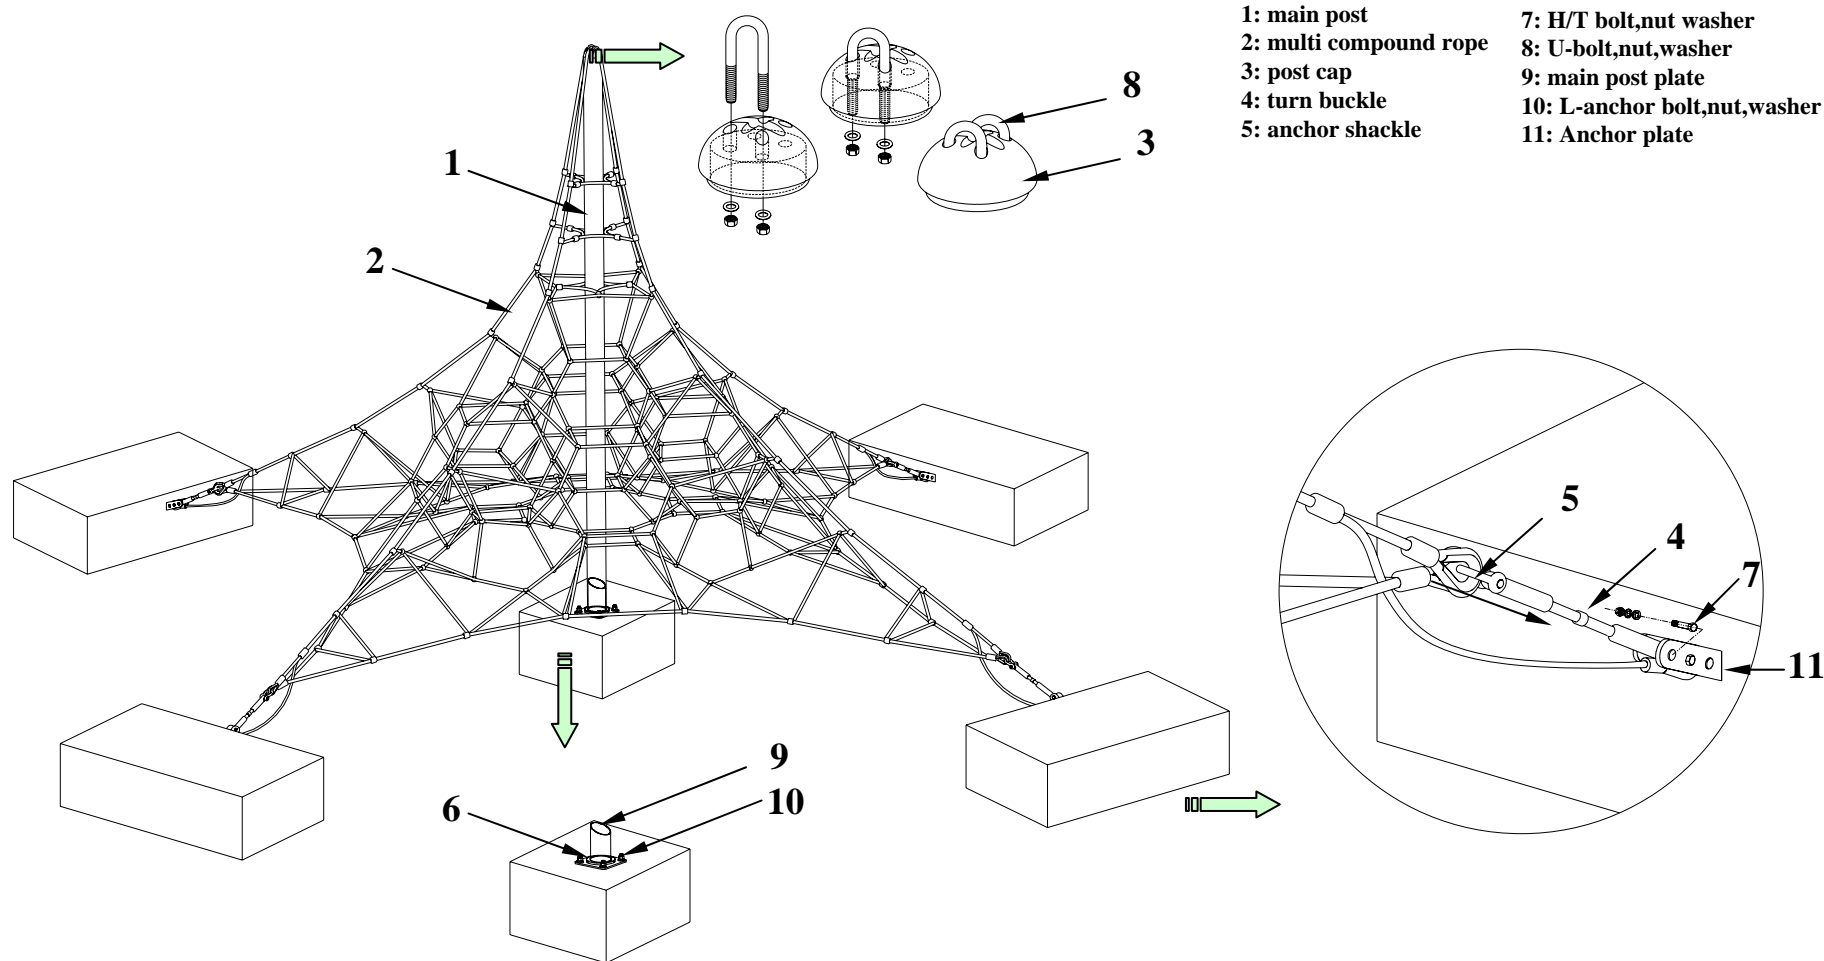 1: main post
2: multi compound rope
3: post cap
4: turn buckle
5: anchor shackle
7: H/T bolt,nut washer
8: U-bolt,nut,washer
9: main post plate
10: L-anchor bolt,nut,washer
11: Anchor plate
8
3
1
2
5
4
7
11
9
6
10